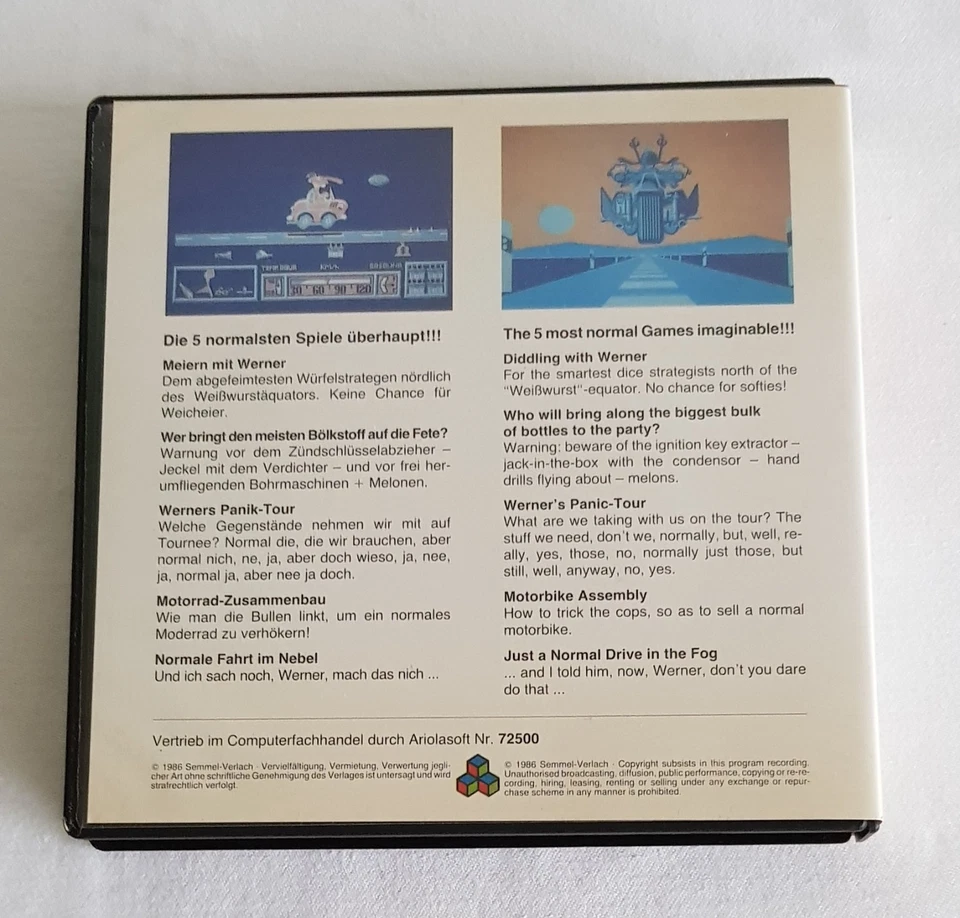 TEMPARAUR KM/H
30 60 90 120
Die 5 normalsten Spiele überhaupt!!!
Meiern mit Werner
Dem abgefeimtesten Würfelstrategen nördlich
des Weißwurstäquators. Keine Chance für
Weicheier.
Wer bringt den meisten Bölkstoff auf die Fete?
Warnung vor dem Zündschlüsselabzieher –
Jeckel mit dem Verdichter – und vor frei her-
umfliegenden Bohrmaschinen + Melonen.
Werners Panik-Tour
Welche Gegenstände nehmen wir mit auf
Tournee? Normal die, die wir brauchen, aber
normal nich, ne, ja, aber doch wieso, ja, nee,
ja, normal ja, aber nee ja doch.
Motorrad-Zusammenbau
Wie man die Bullen linkt, um ein normales
Moderrad zu verhökern!
Normale Fahrt im Nebel
Und ich sach noch, Werner, mach das nich ...
The 5 most normal Games imaginable!!!
Diddling with Werner
For the smartest dice strategists north of the
“Weißwurst“-equator. No chance for softies!
Who will bring along the biggest bulk
of bottles to the party?
Warning: beware of the ignition key extractor –
jack-in-the-box with the condensor – hand
drills flying about – melons.
Werner's Panic-Tour
What are we taking with us on the tour? The
stuff we need, don't we, normally, but, well, re-
ally, yes, those, no, normally just those, but
still, well, anyway, no, yes.
Motorbike Assembly
How to trick the cops, so as to sell a normal
motorbike.
Just a Normal Drive in the Fog
... and I told him, now, Werner, don't you dare
do that ...
Vertrieb im Computerfachhandel durch Ariolasoft Nr. 72500
© 1986 Semmel-Verlach · Vervielfältigung, Vermietung, Verwertung jegli-
cher Art ohne schriftliche Genehmigung des Verlages ist untersagt und wird
strafrechtlich verfolgt.
© 1986 Semmel-Verlach · Copyright subsists in this program recording.
Unauthorised broadcasting, diffusion, public performance, copying or re-re-
cording, hiring, leasing, renting or selling under any exchange or repur-
chase scheme in any manner is prohibited.